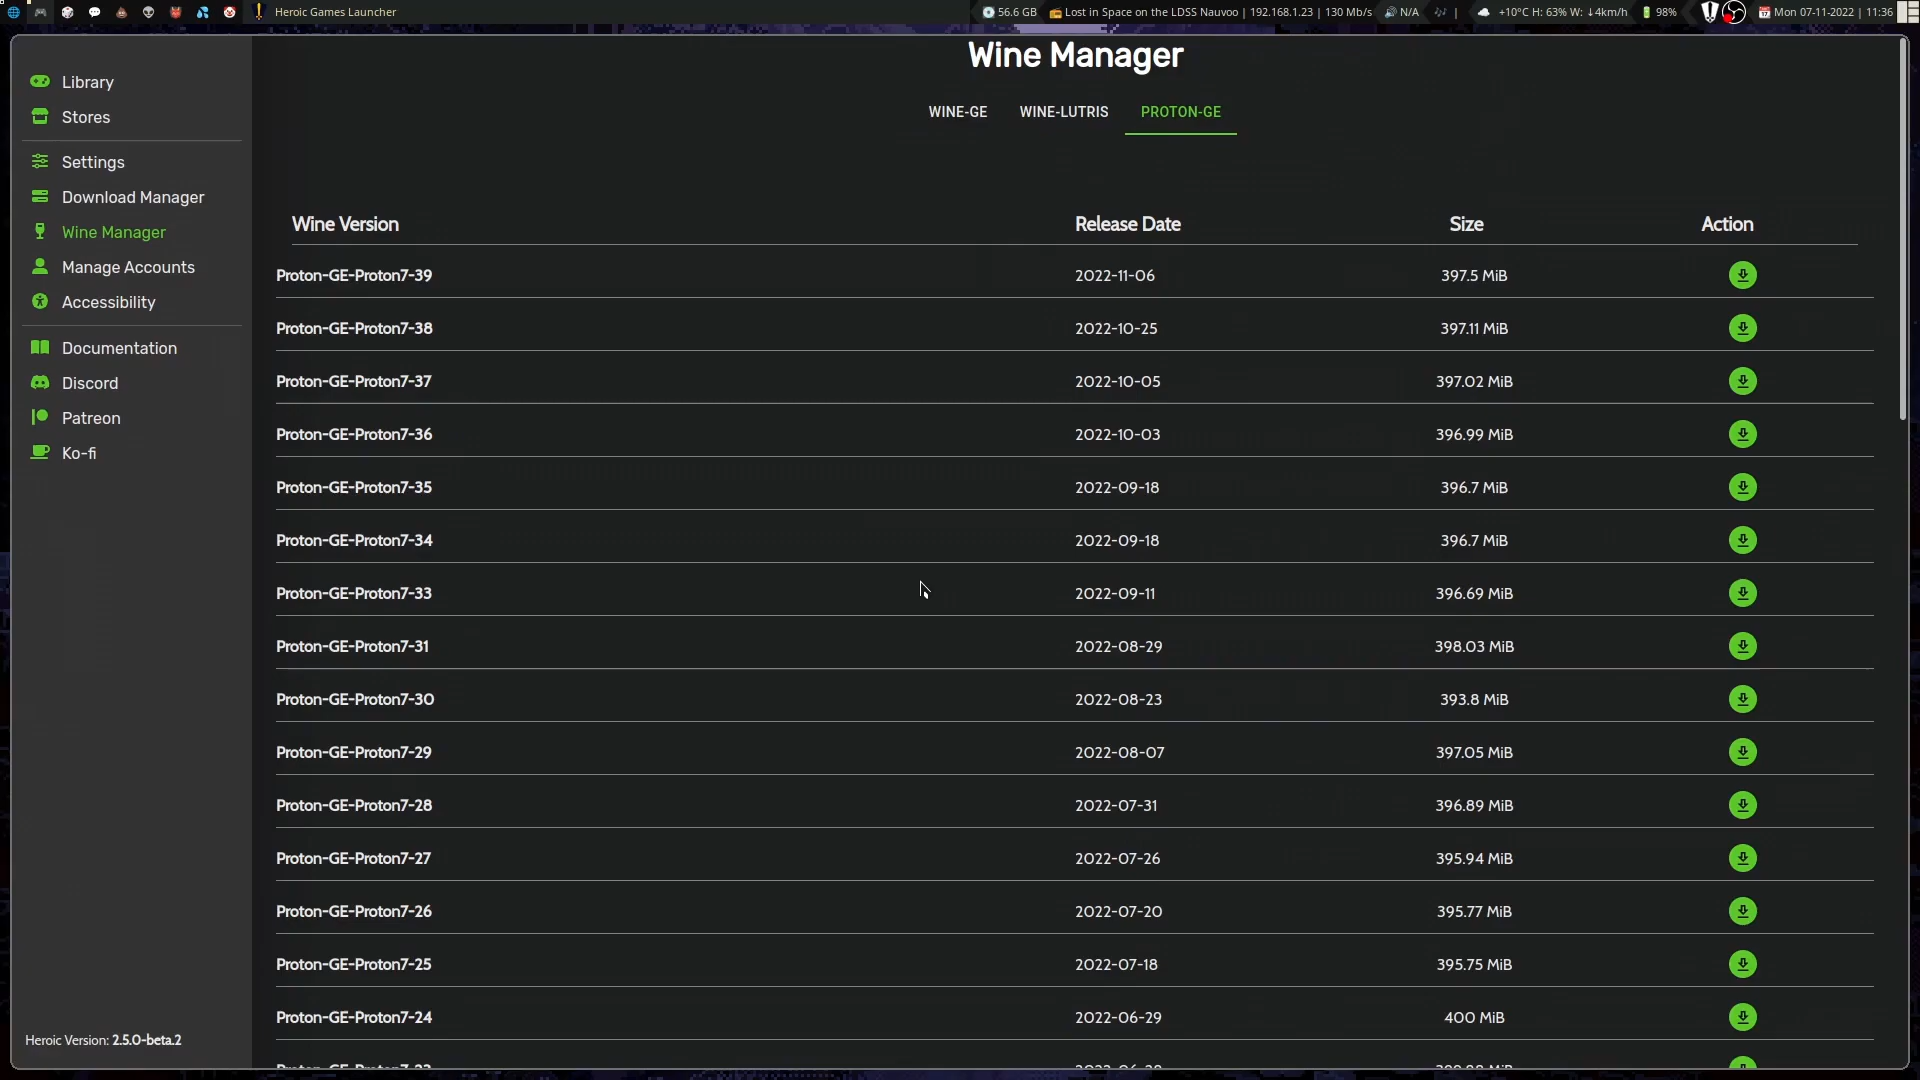 Heroic Games Launcher
56.6 GB
Lost in Space on the LDSS Nauvoo | 192.168.1.23 | 130 Mb/s
N/A
|
+10°C H: 63% W: ↓4km/h
98%
Mon 07-11-2022 | 11:36
Library
Stores
Settings
Download Manager
Wine Manager
Manage Accounts
Accessibility
Documentation
Discord
Patreon
Ko-fi
Heroic Version: 2.5.0-beta.2
Wine Manager
WINE-GE WINE-LUTRIS PROTON-GE
Wine Version Release Date Size Action
Proton-GE-Proton7-39 2022-11-06 397.5 MiB
Proton-GE-Proton7-38 2022-10-25 397.11 MiB
Proton-GE-Proton7-37 2022-10-05 397.02 MiB
Proton-GE-Proton7-36 2022-10-03 396.99 MiB
Proton-GE-Proton7-35 2022-09-18 396.7 MiB
Proton-GE-Proton7-34 2022-09-18 396.7 MiB
Proton-GE-Proton7-33 2022-09-11 396.69 MiB
Proton-GE-Proton7-31 2022-08-29 398.03 MiB
Proton-GE-Proton7-30 2022-08-23 393.8 MiB
Proton-GE-Proton7-29 2022-08-07 397.05 MiB
Proton-GE-Proton7-28 2022-07-31 396.89 MiB
Proton-GE-Proton7-27 2022-07-26 395.94 MiB
Proton-GE-Proton7-26 2022-07-20 395.77 MiB
Proton-GE-Proton7-25 2022-07-18 395.75 MiB
Proton-GE-Proton7-24 2022-06-29 400 MiB